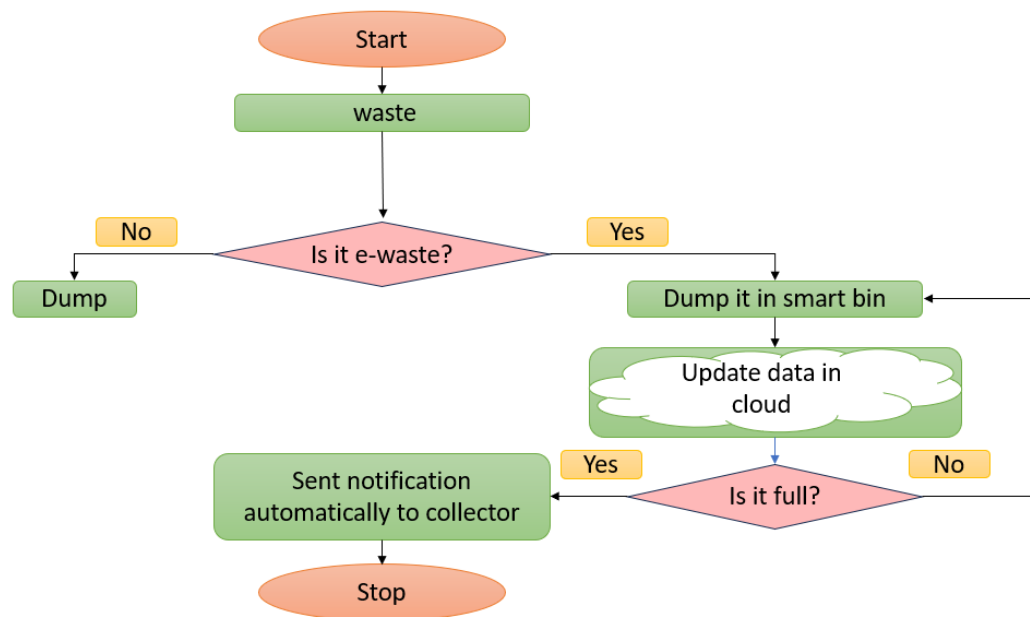 Start
waste
No
Yes
Is it e-waste?
Dump
Dump it in smart bin
Update data in
cloud
Yes
No
Sent notification
automatically to collector
Is it full?
Stop